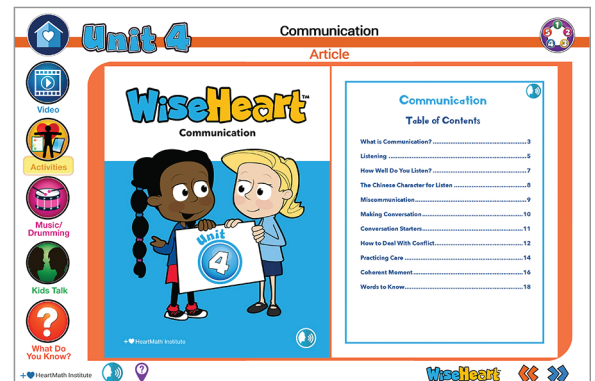 Unit 4
Communication
Article
Video
Activities
Music/
Drumming
Kids Talk
What Do
You Know?
WiseHeart™
Communication
Unit
4
HeartMath Institute
Communication
Table of Contents
What is Communication? 3
Listening 5
How Well Do You Listen? 7
The Chinese Character for Listen 8
Miscommunication 9
Making Conversation 10
Conversation Starters 11
How to Deal With Conflict 12
Practicing Care 14
Coherent Moment 16
Words to Know 18
HeartMath Institute
WiseHeart